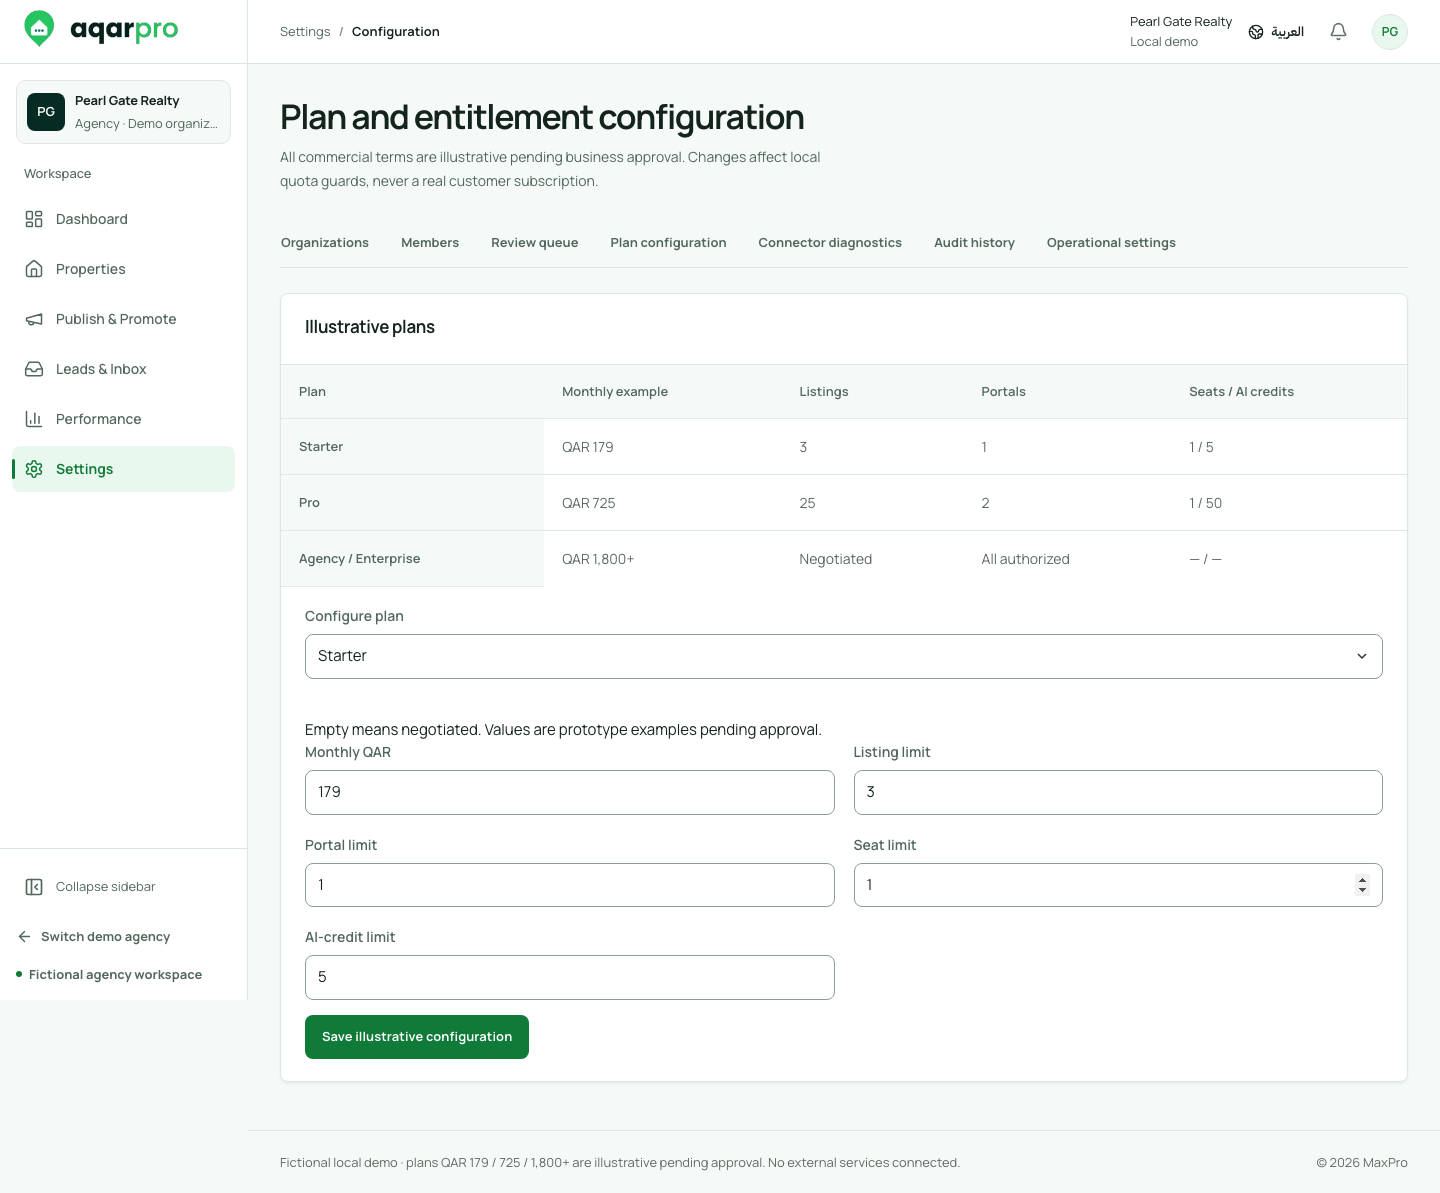 aqarpro
Settings / Configuration
Pearl Gate Realty
Local demo
العربية
PG
PG
Pearl Gate Realty
Agency · Demo organiz...
Workspace
Dashboard
Properties
Publish & Promote
Leads & Inbox
Performance
Settings
Collapse sidebar
Switch demo agency
Fictional agency workspace
Plan and entitlement configuration
All commercial terms are illustrative pending business approval. Changes affect local
quota guards, never a real customer subscription.
Organizations Members Review queue Plan configuration Connector diagnostics Audit history Operational settings
Illustrative plans
Plan Monthly example Listings Portals Seats / AI credits
Starter QAR 179 3 1 1 / 5
Pro QAR 725 25 2 1 / 50
Agency / Enterprise QAR 1,800+ Negotiated All authorized — / —
Configure plan
Starter
Empty means negotiated. Values are prototype examples pending approval.
Monthly QAR Listing limit
179 3
Portal limit Seat limit
1 1
AI-credit limit
5
Save illustrative configuration
Fictional local demo · plans QAR 179 / 725 / 1,800+ are illustrative pending approval. No external services connected.
© 2026 MaxPro